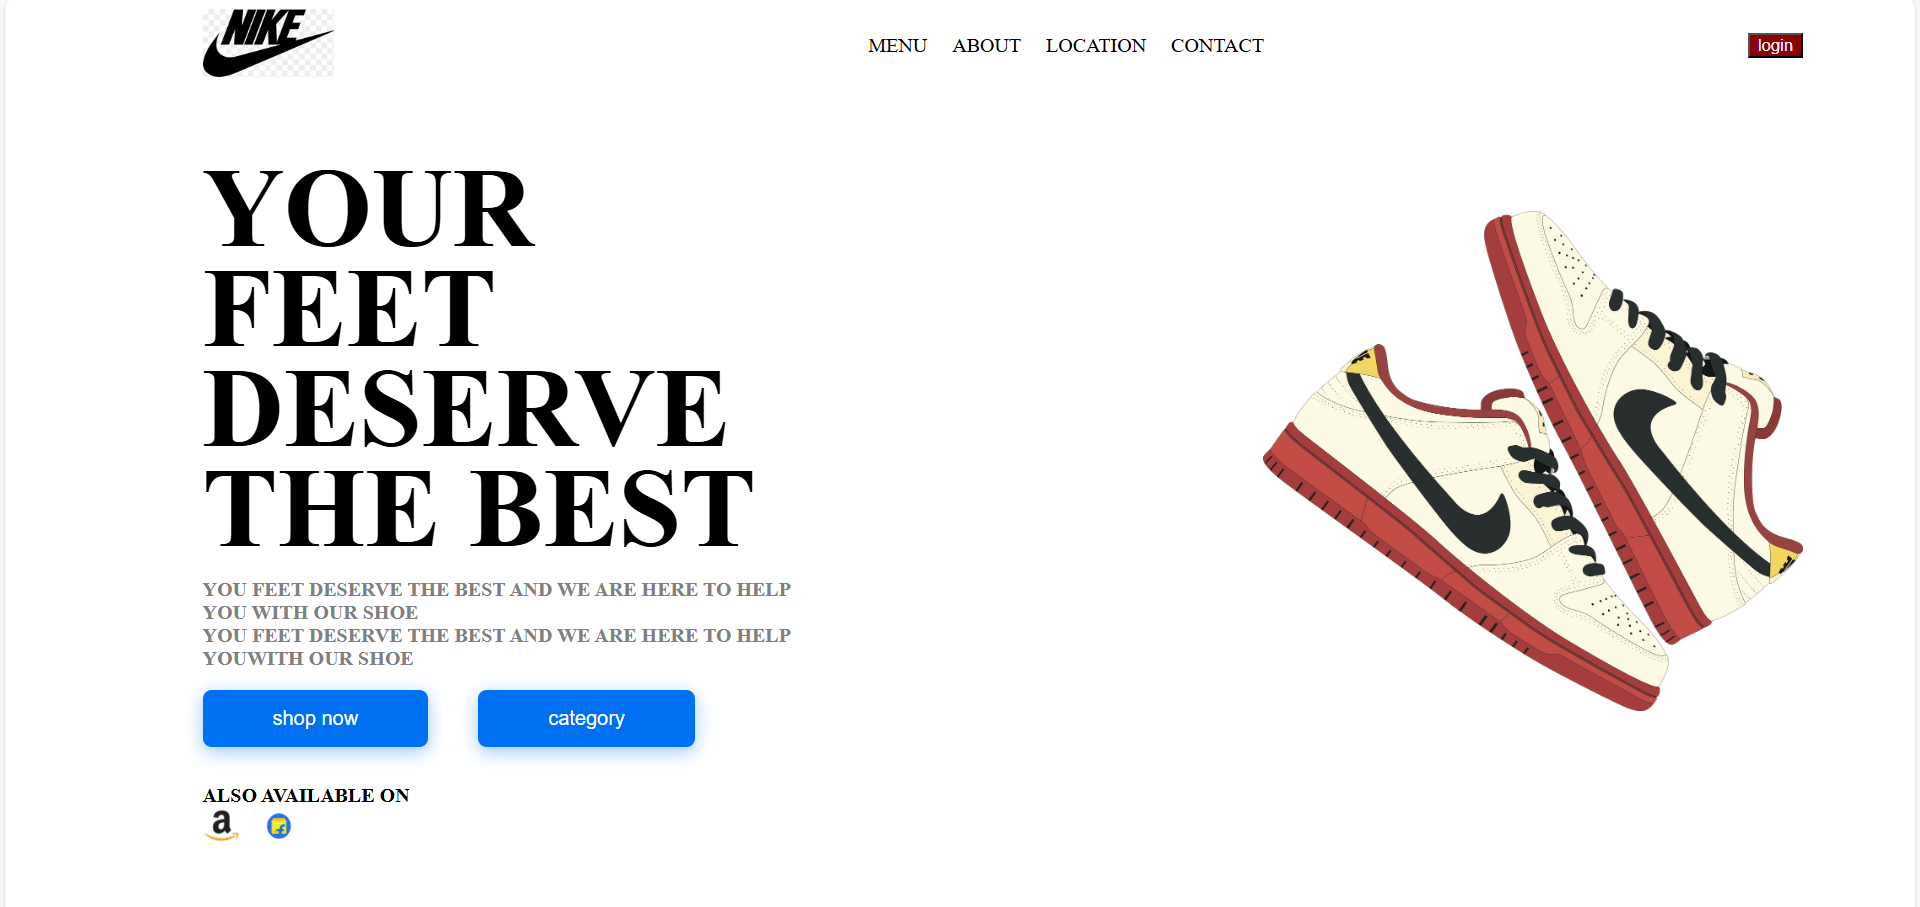 NIKE
MENU ABOUT LOCATION CONTACT
login
YOUR
FEET
DESERVE
THE BEST
YOU FEET DESERVE THE BEST AND WE ARE HERE TO HELP
YOU WITH OUR SHOE
YOU FEET DESERVE THE BEST AND WE ARE HERE TO HELP
YOUWITH OUR SHOE
shop now category
ALSO AVAILABLE ON
a f